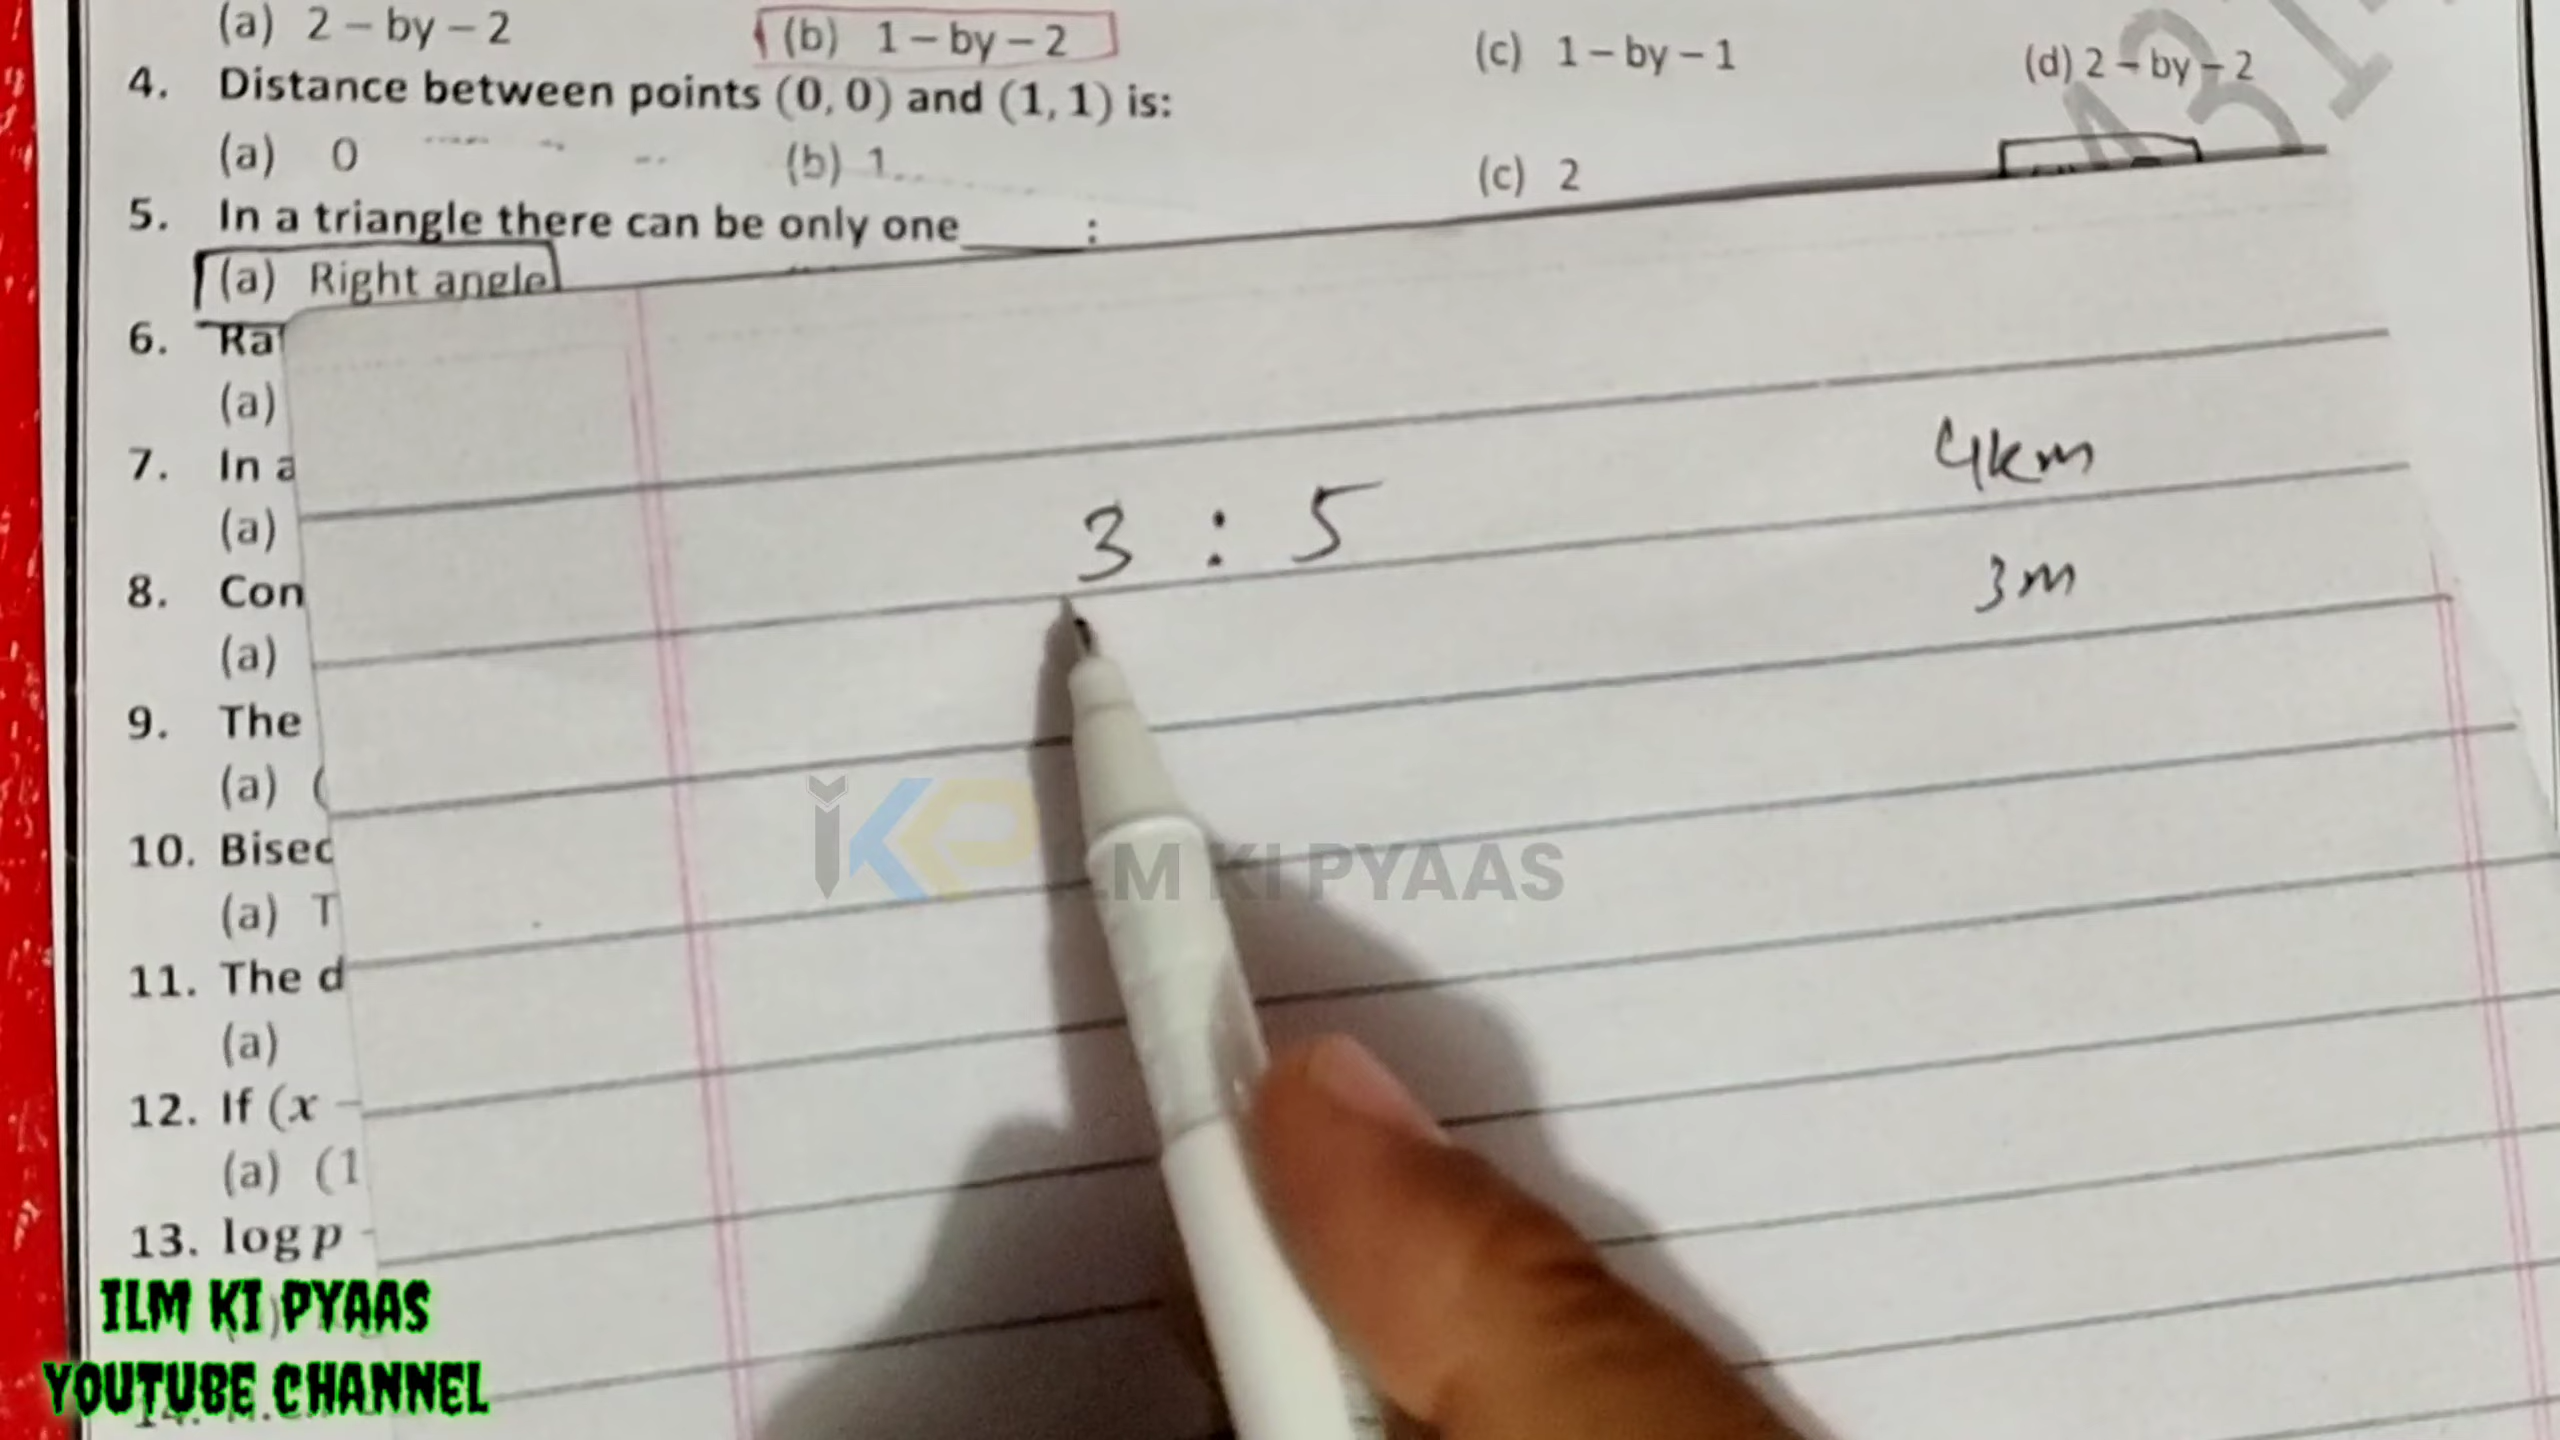 (a) 2 – by – 2 (b) 1 – by – 2 (c) 1 – by – 1 (d) 2 – by – 2
4. Distance between points (0, 0) and (1, 1) is:
(a) 0 (b) 1 (c) 2
5. In a triangle there can be only one_____:
(a) Right angle
6. Ra
(a)
7. In a
(a)
8. Con
(a)
9. The
(a) (
10. Bisec
(a) T
11. The d
(a)
12. If (x –
(a) (1
13. log p
14.
3 : 5
4km
3m
LM KI PYAAS
ILM KI PYAAS
YOUTUBE CHANNEL